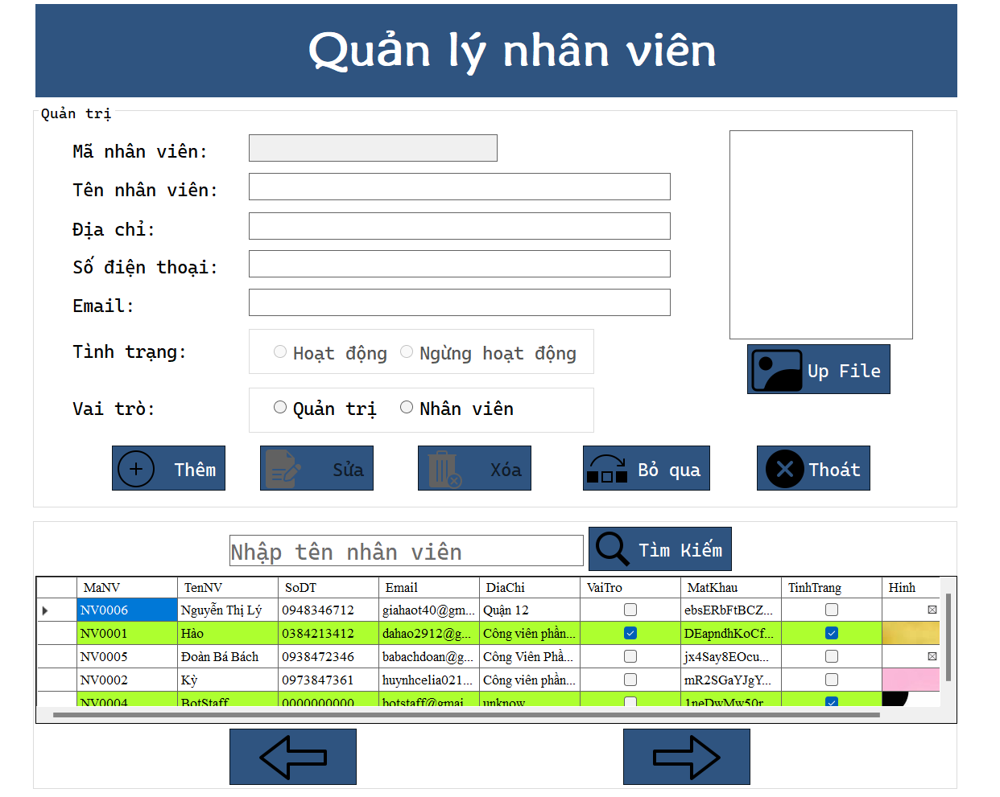 Quản lý nhân viên
Quản trị
Mã nhân viên:
Tên nhân viên:
Địa chỉ:
Số điện thoại:
Email:
Tình trạng:
Hoạt động Ngừng hoạt động
Up File
Vai trò:
Quản trị Nhân viên
Thêm Sửa Xóa Bỏ qua Thoát
Nhập tên nhân viên Tìm Kiếm
MaNV TenNV SoDT Email DiaChi VaiTro MatKhau TinhTrang Hinh
NV0006 Nguyễn Thị Lý 0948346712 giahaot40@gm... Quận 12 ebsERbFtBCZ...
NV0001 Hào 0384213412 dahao2912@g... Công viên phần... DEapndhKoCf...
NV0005 Đoàn Bá Bách 0938472346 babachdoan@g... Công Viên Phầ... jx4Say8EOcu...
NV0002 Kỳ 0973847361 huynhcelia021... Công viên phần... mR2SGaYJgY...
NV0004 BotStaff 0000000000 botstaff@gmai... unknow 1neDwMw50r...